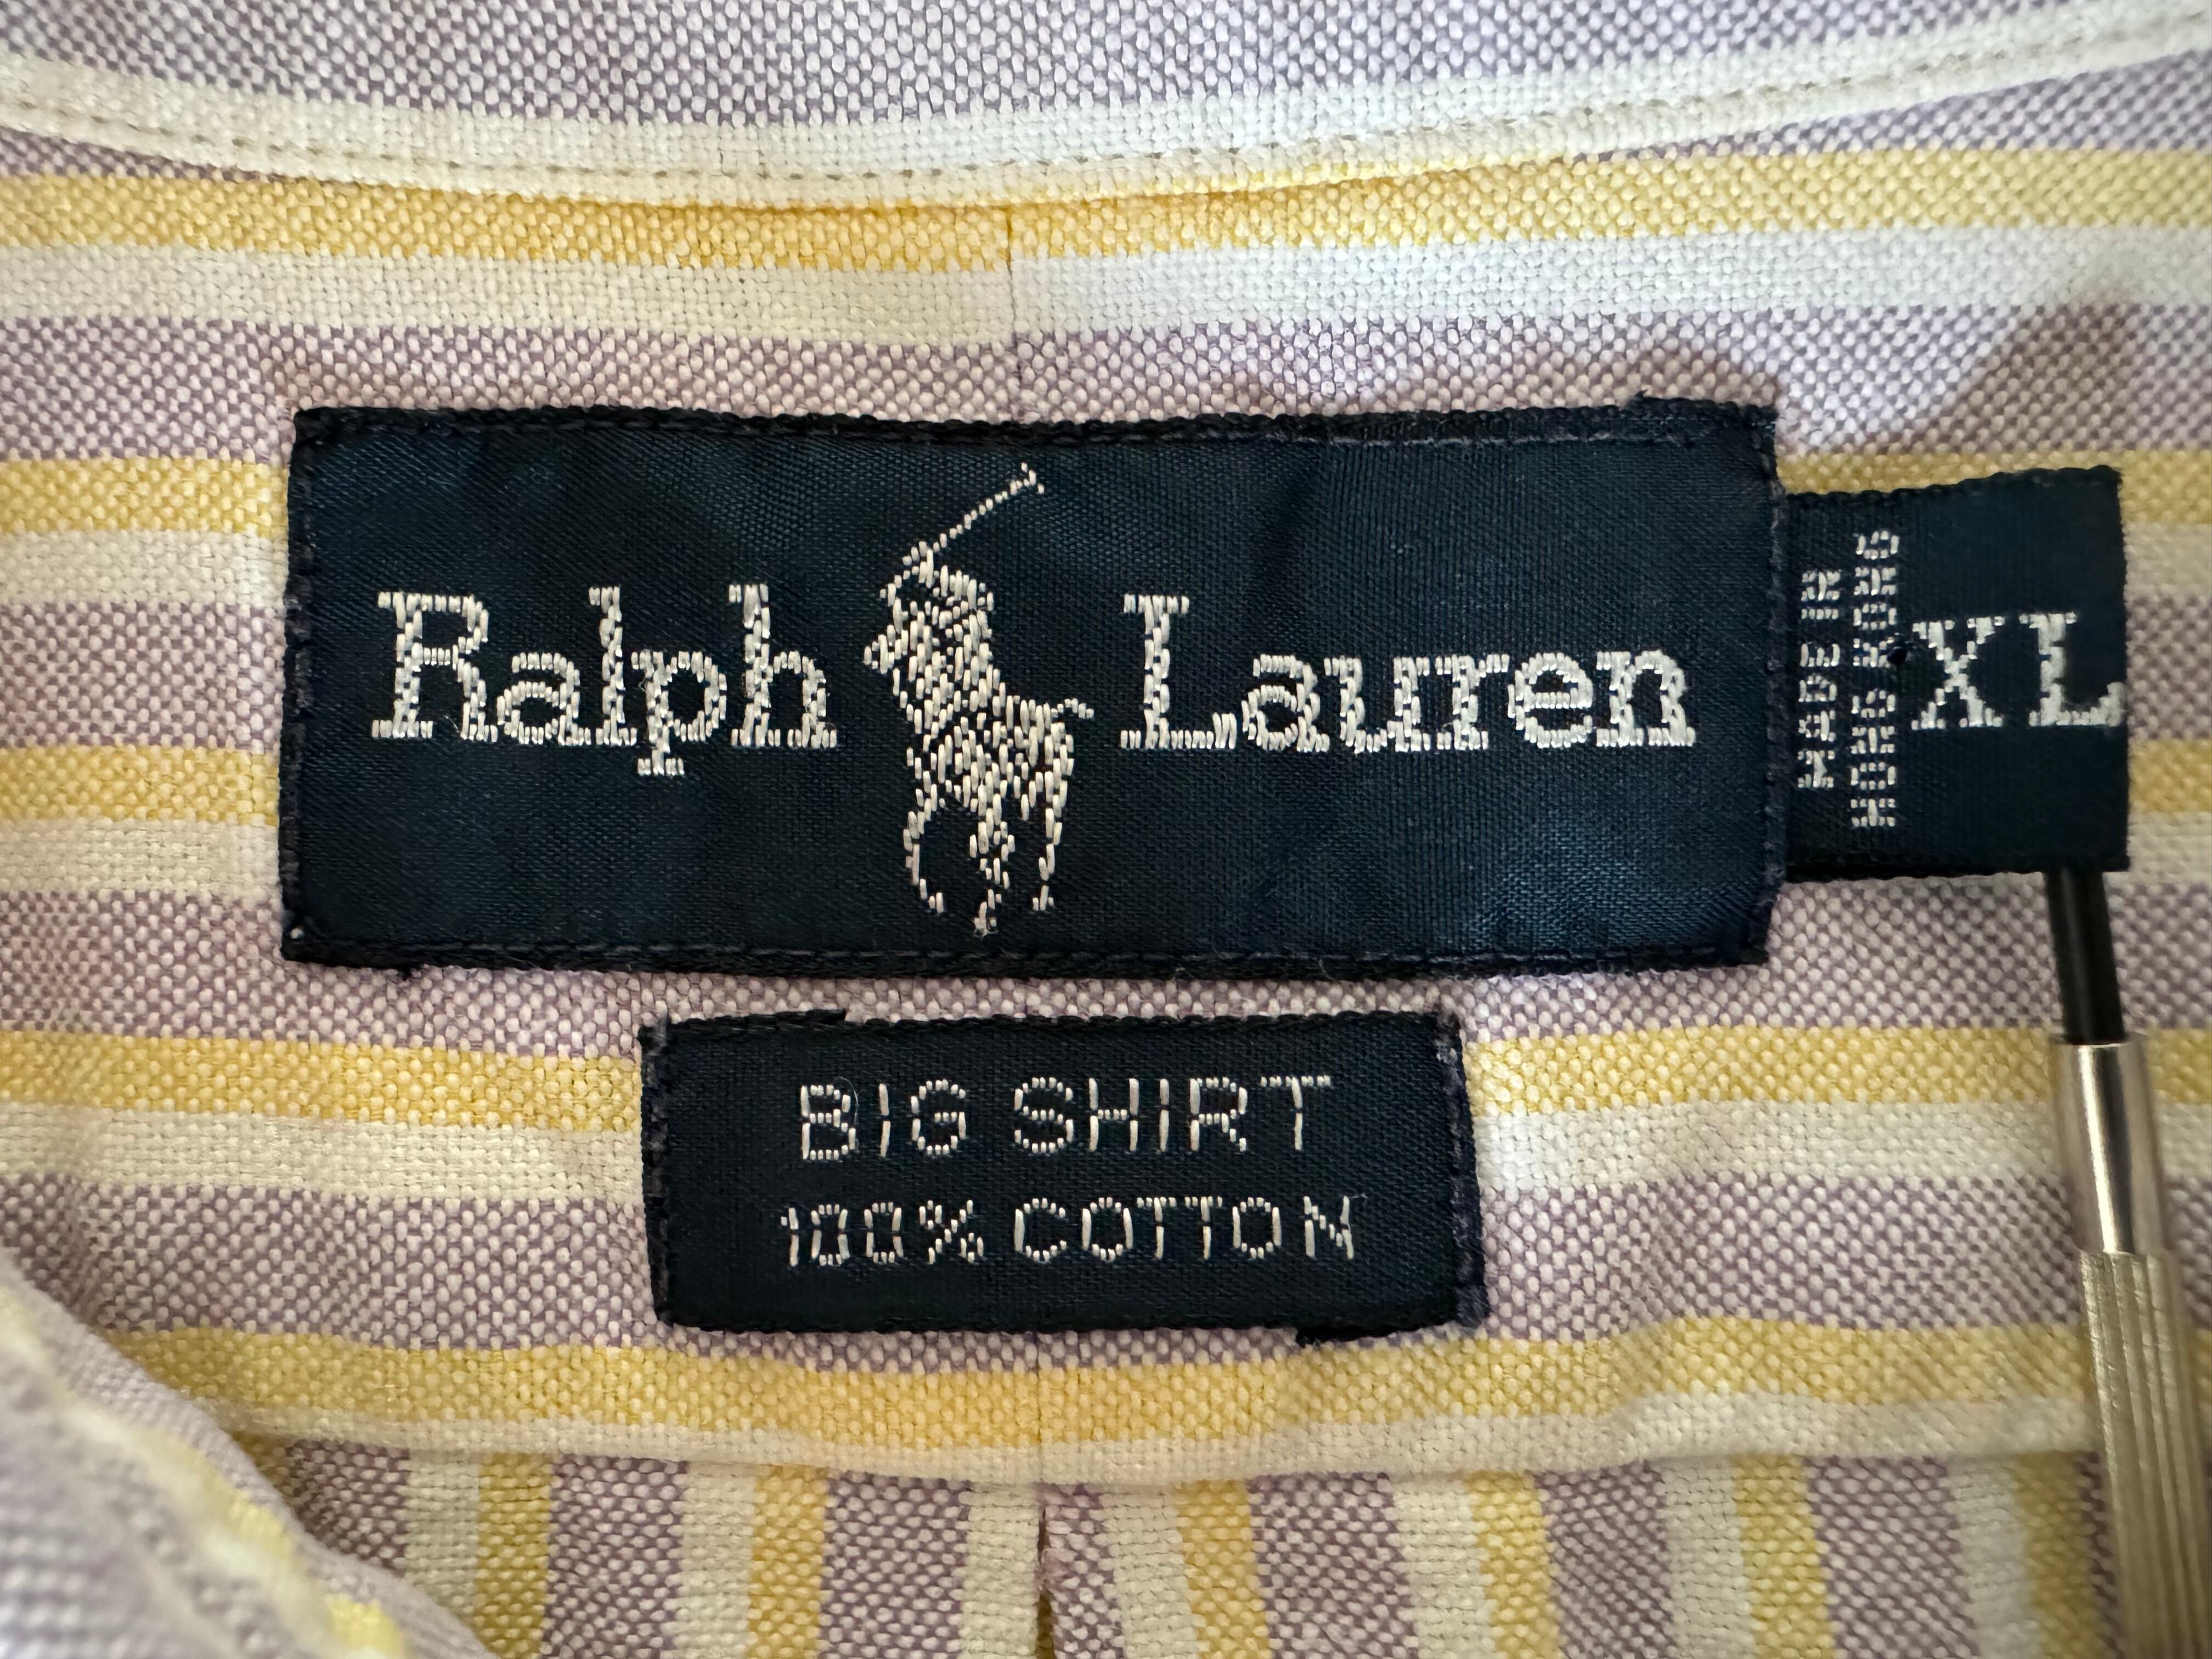 Ralph Lauren
MADE IN
HONG KONG
XL
BIG SHIRT
100% COTTON